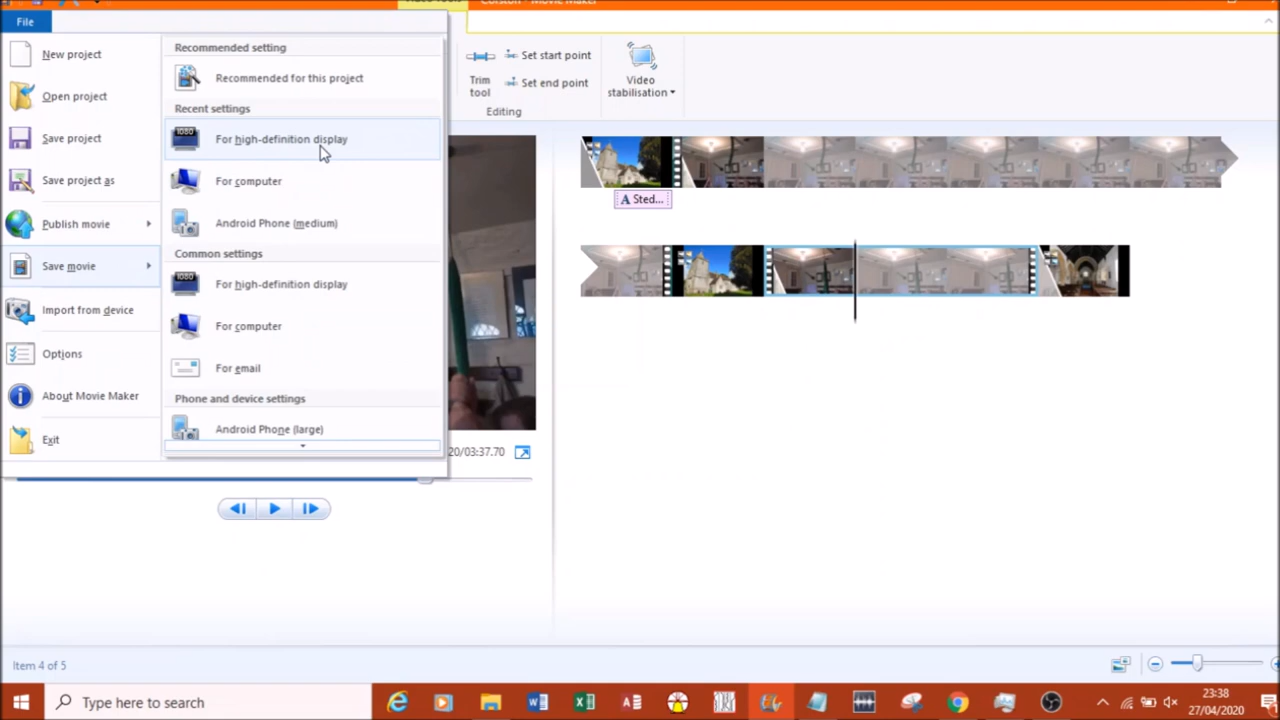 File
New project
Open project
Save project
Save project as
Publish movie
Save movie
Import from device
Options
About Movie Maker
Exit
Recommended setting
Recommended for this project
Recent settings
1080 For high-definition display
For computer
Android Phone (medium)
Common settings
1080 For high-definition display
For computer
For email
Phone and device settings
Android Phone (large)
Movie Maker
Trim tool
Set start point
Set end point
Editing
Video stabilisation
A Sted...
20/03:37.70
Item 4 of 5
Type here to search
23:38
27/04/2020